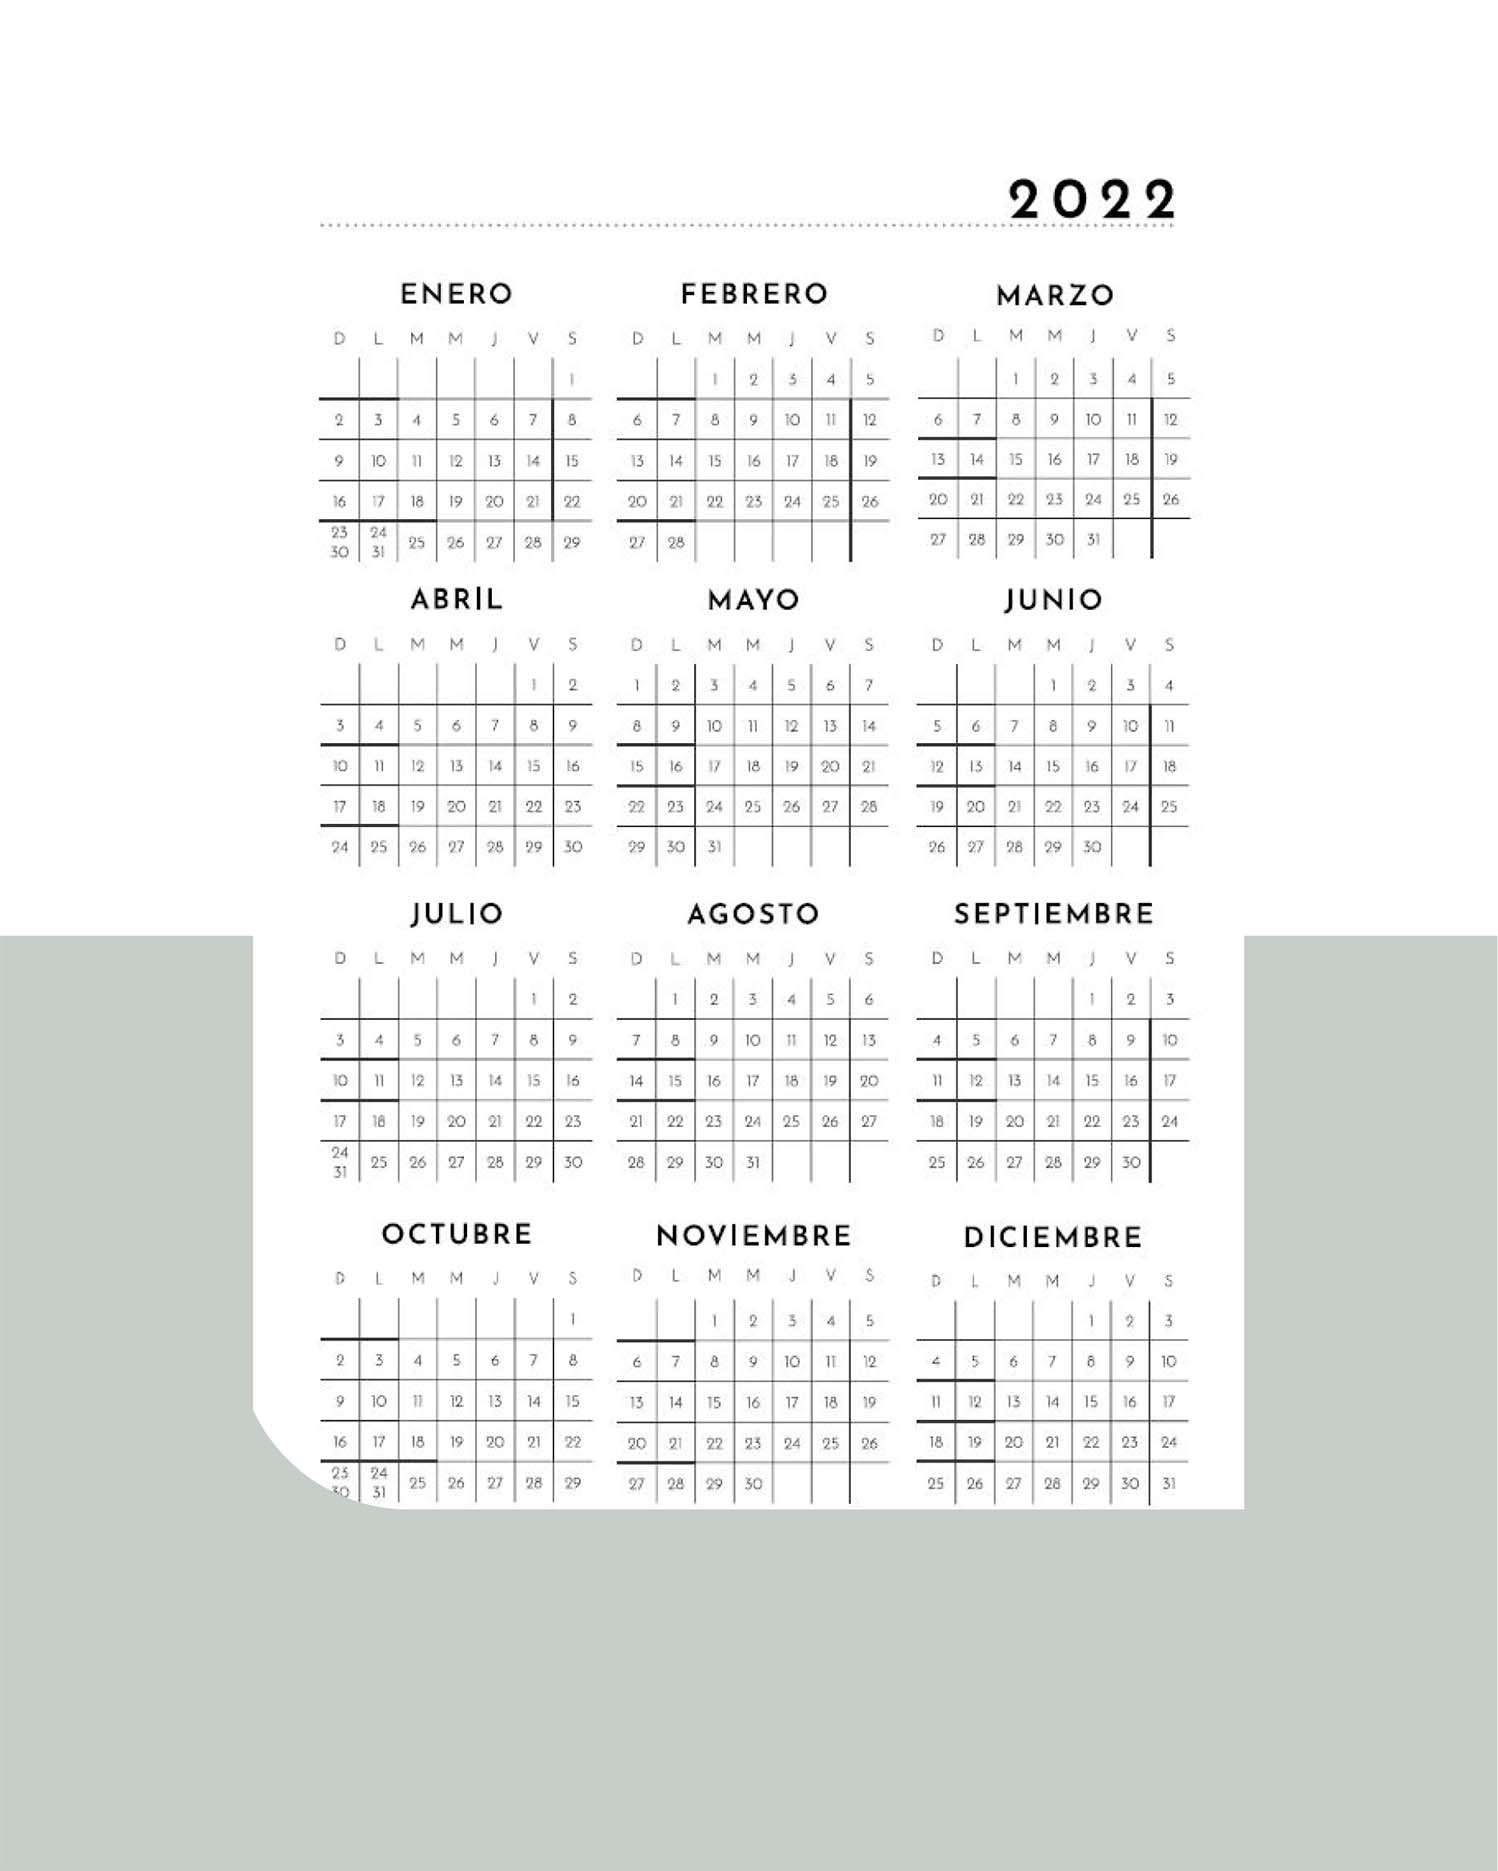 2022
ENERO FEBRERO MARZO
D L M M J V S D L M M J V S D L M M J V S
1 1 2 3 4 5 1 2 3 4 5
2 3 4 5 6 7 8 6 7 8 9 10 11 12 6 7 8 9 10 11 12
9 10 11 12 13 14 15 13 14 15 16 17 18 19 13 14 15 16 17 18 19
16 17 18 19 20 21 22 20 21 22 23 24 25 26 20 21 22 23 24 25 26
23 24 25 26 27 28 29 27 28 27 28 29 30 31
30 31
ABRIL MAYO JUNIO
D L M M J V S D L M M J V S D L M M J V S
1 2 1 2 3 4 5 6 7 1 2 3 4
3 4 5 6 7 8 9 8 9 10 11 12 13 14 5 6 7 8 9 10 11
10 11 12 13 14 15 16 15 16 17 18 19 20 21 12 13 14 15 16 17 18
17 18 19 20 21 22 23 22 23 24 25 26 27 28 19 20 21 22 23 24 25
24 25 26 27 28 29 30 29 30 31 26 27 28 29 30
JULIO AGOSTO SEPTIEMBRE
D L M M J V S D L M M J V S D L M M J V S
1 2 1 2 3 4 5 6 1 2 3
3 4 5 6 7 8 9 7 8 9 10 11 12 13 4 5 6 7 8 9 10
10 11 12 13 14 15 16 14 15 16 17 18 19 20 11 12 13 14 15 16 17
17 18 19 20 21 22 23 21 22 23 24 25 26 27 18 19 20 21 22 23 24
24 25 26 27 28 29 30 28 29 30 31 25 26 27 28 29 30
31
OCTUBRE NOVIEMBRE DICIEMBRE
D L M M J V S D L M M J V S D L M M J V S
1 1 2 3 4 5 1 2 3
2 3 4 5 6 7 8 6 7 8 9 10 11 12 4 5 6 7 8 9 10
9 10 11 12 13 14 15 13 14 15 16 17 18 19 11 12 13 14 15 16 17
16 17 18 19 20 21 22 20 21 22 23 24 25 26 18 19 20 21 22 23 24
23 24 25 26 27 28 29 27 28 29 30 25 26 27 28 29 30 31
30 31